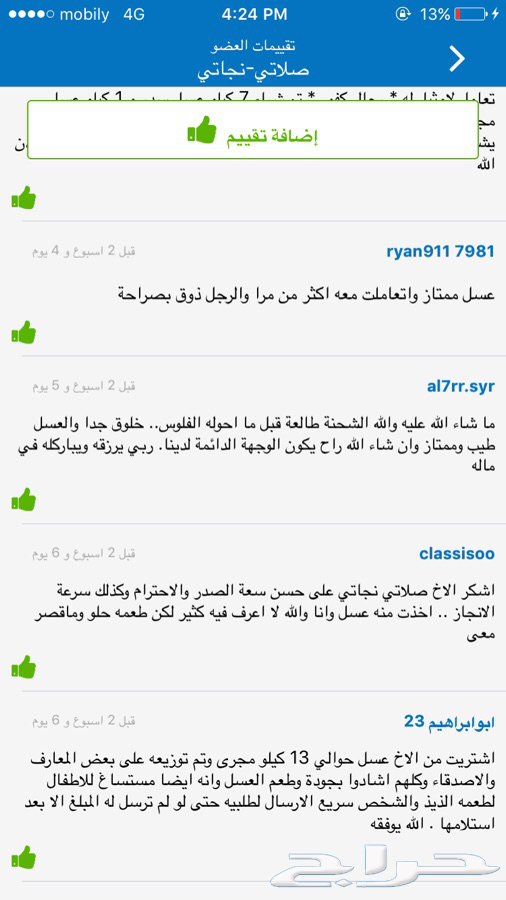 mobily 4G 4:24 PM 13%
تقييمات العضو
صلاتي-نجاتي
إضافة تقييم
الله
ryan911 7981 قبل 2 اسبوع و 4 يوم
عسل ممتاز واتعاملت معه اكثر من مرا والرجل ذوق بصراحة
al7rr.syr قبل 2 اسبوع و 5 يوم
ما شاء الله عليه والله الشحنة طالعة قبل ما احوله الفلوس.. خلوق جدا والعسل
طيب وممتاز وان شاء الله راح يكون الوجهة الدائمة لدينا. ربي يرزقه ويباركله في
ماله
classisoo قبل 2 اسبوع و 6 يوم
اشكر الاخ صلاتي نجاتي على حسن سعة الصدر والاحترام وكذلك سرعة
الانجاز .. اخذت منه عسل وانا والله لا اعرف فيه كثير لكن طعمه حلو وماقصر
معى
ابوابراهيم 23 قبل 2 اسبوع و 6 يوم
اشتريت من الاخ عسل حوالي 13 كيلو مجرى وتم توزيعه على بعض المعارف
والاصدقاء وكلهم اشادوا بجودة وطعم العسل وانه ايضا مستساغ للاطفال
لطعمه الذيذ والشخص سريع الارسال لطلبيه حتى لو لم ترسل له المبلغ الا بعد
استلامها . الله يوفقه
حراج